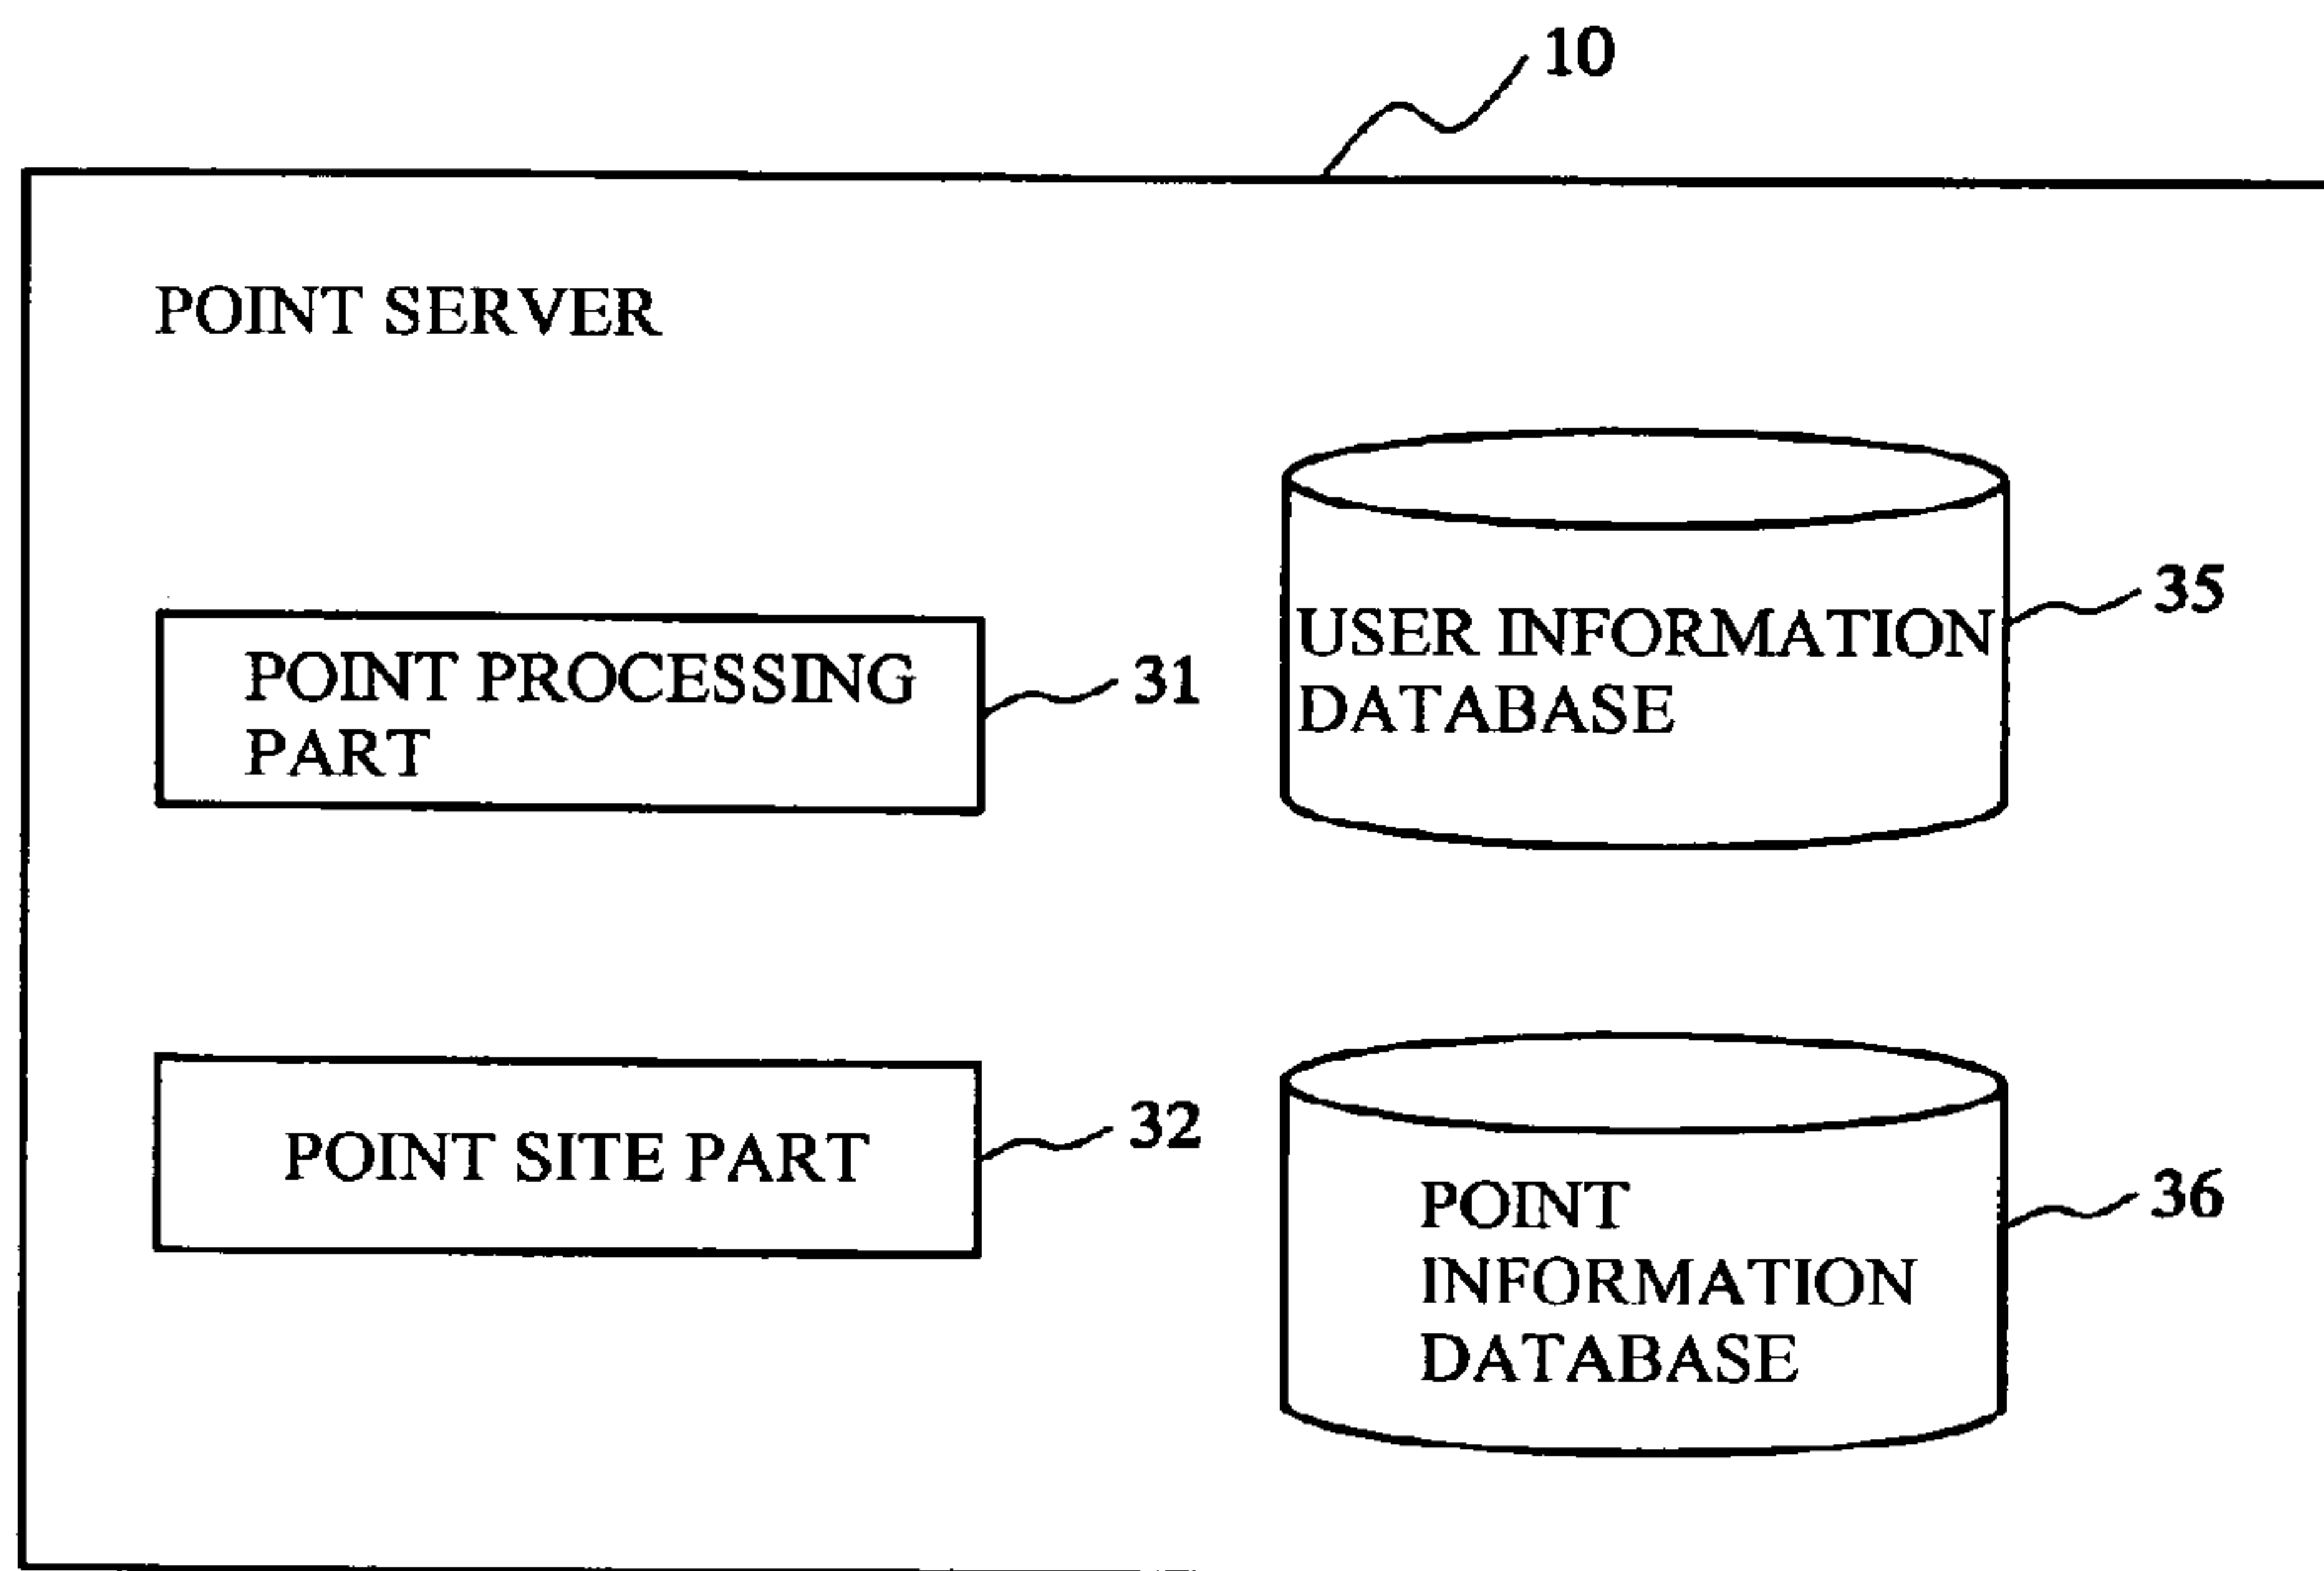 10
POINT SERVER
USER INFORMATION
DATABASE
35
POINT PROCESSING
PART
31
POINT SITE PART
32
POINT
INFORMATION
DATABASE
36